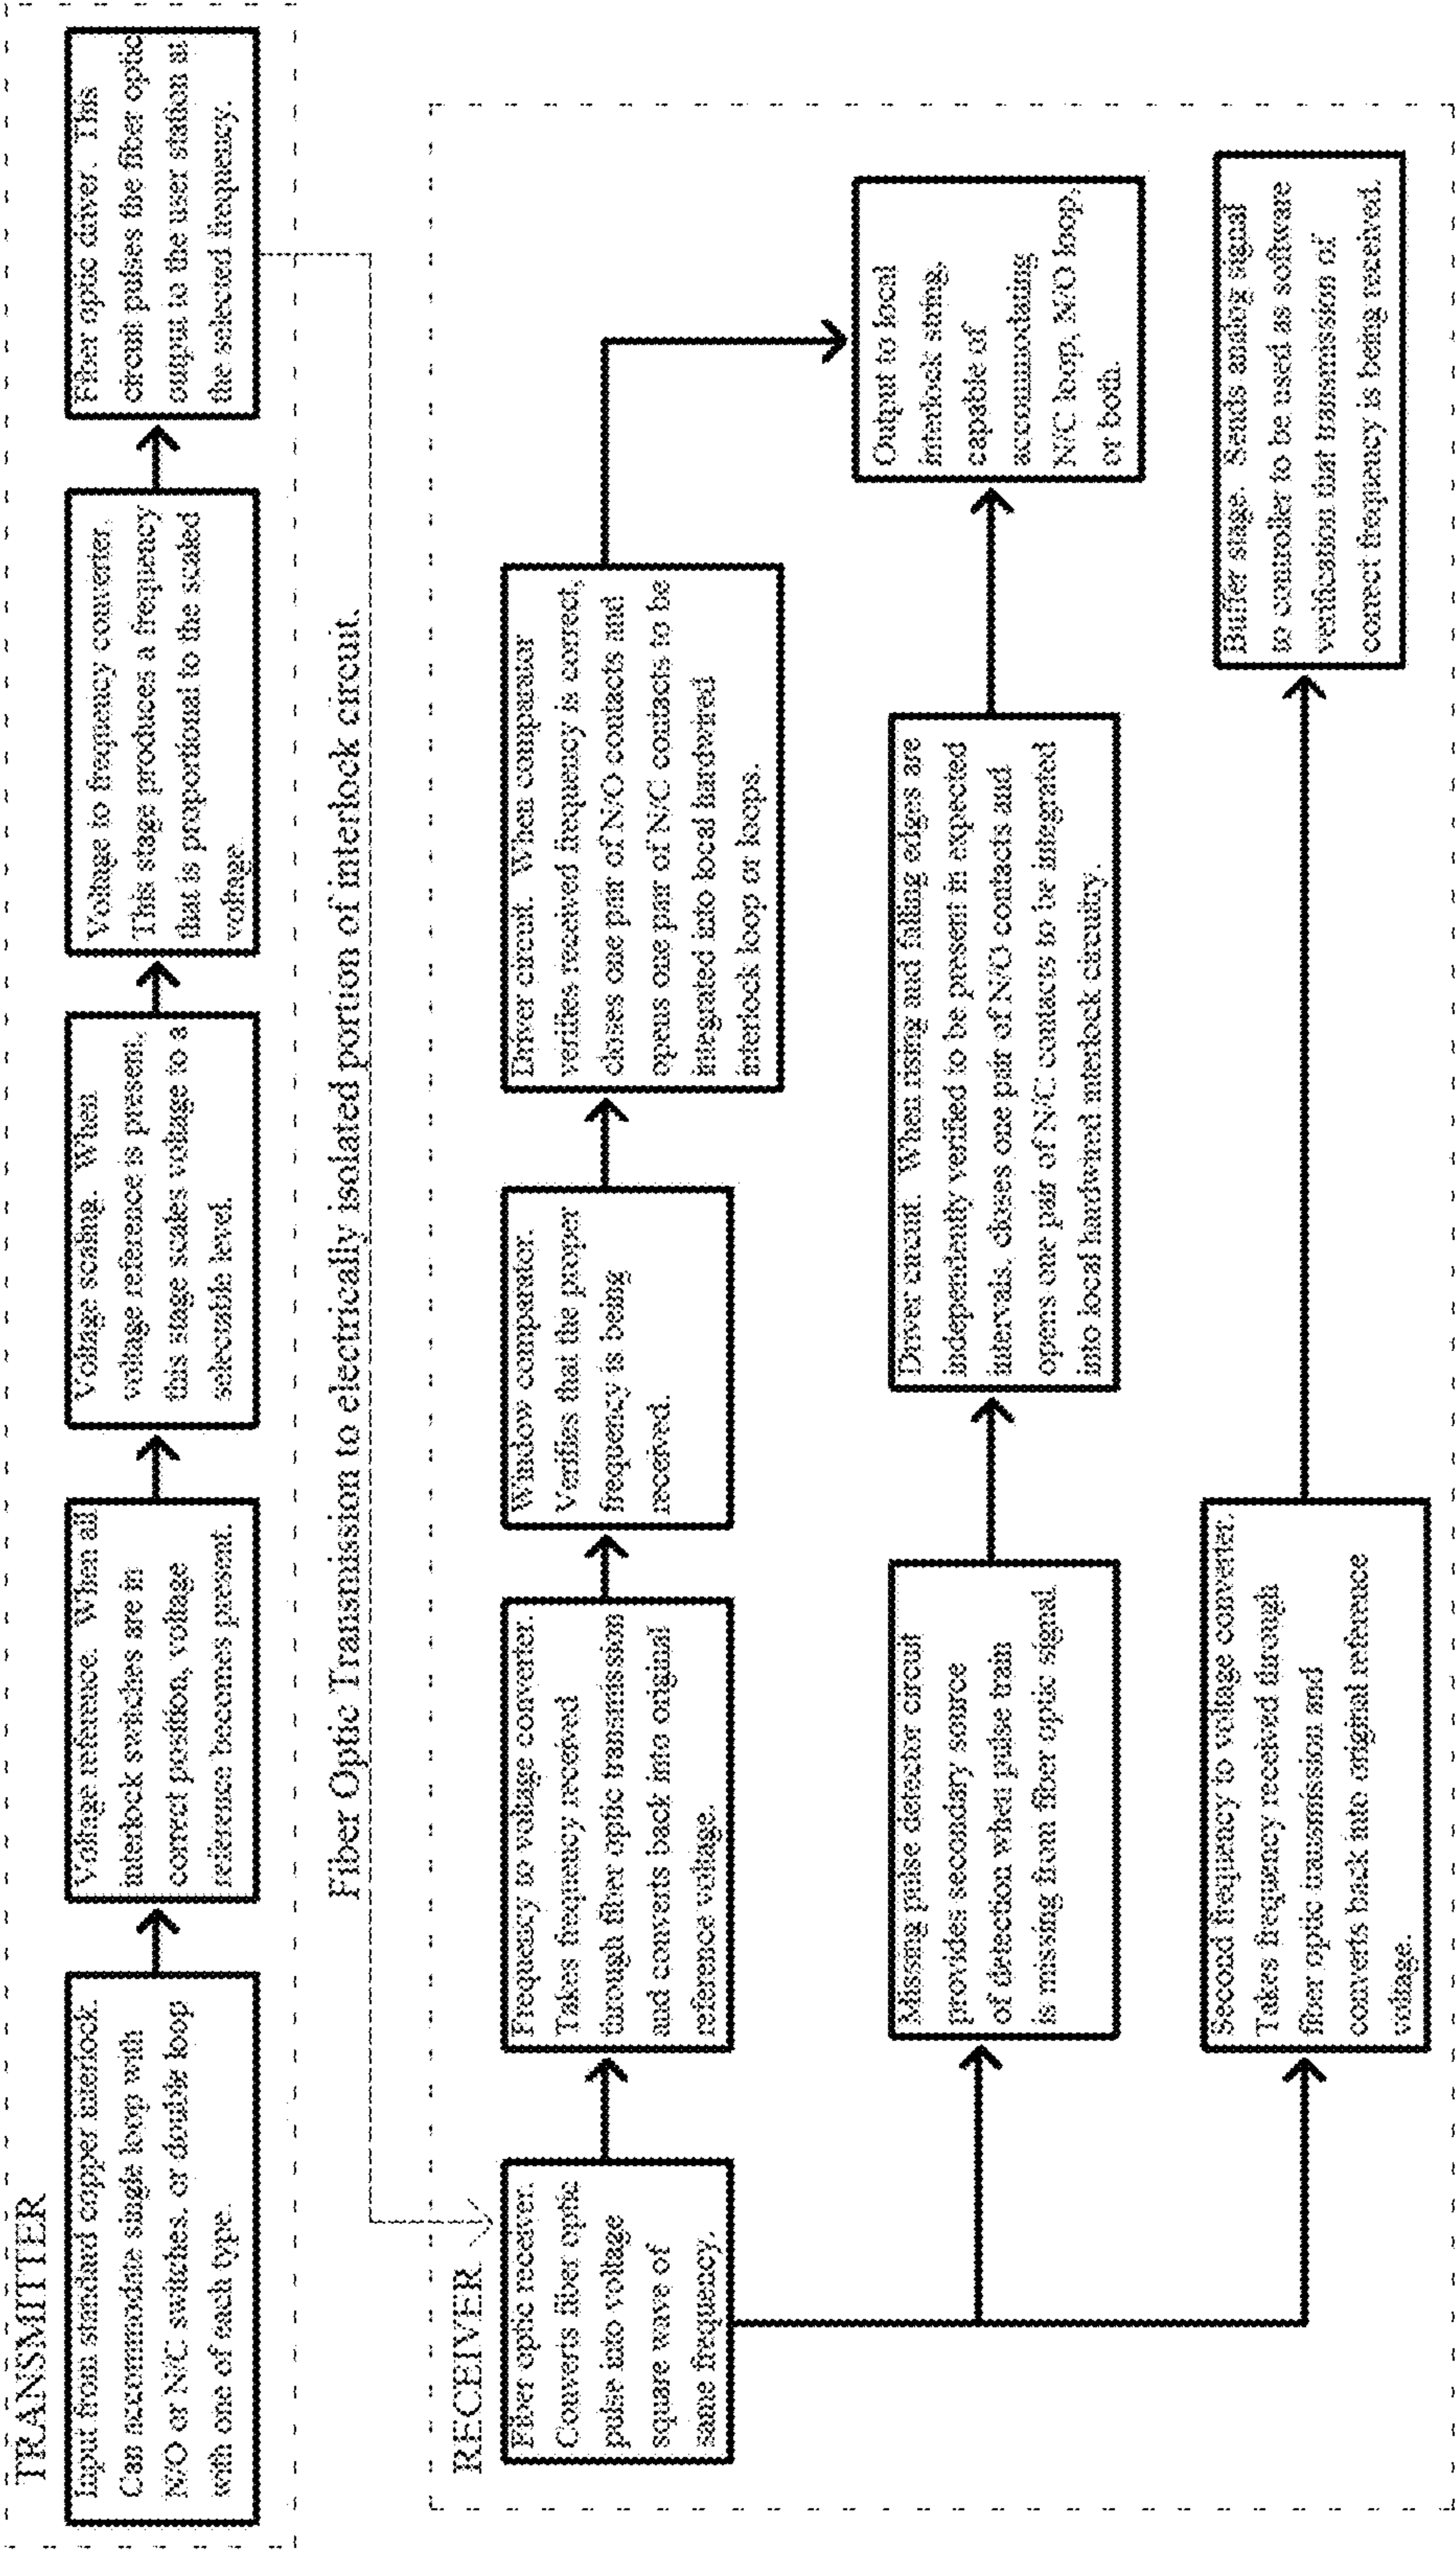 TRANSMITTER
Input from standard copper interlock.
Can accommodate single loop with
N/O or N/C switches, or double loop
with one of each type.
Voltage reference. When all
interlock switches are in
correct position, voltage
reference becomes present.
Voltage scaling. When
voltage reference is present,
this stage scales voltage to a
selectable level.
Voltage to frequency converter.
This stage produces a frequency
that is proportional to the scaled
voltage.
Fiber optic driver. This
circuit pulses the fiber optic
output to the user station at
the selected frequency.
Fiber Optic Transmission to electrically isolated portion of interlock circuit.
RECEIVER
Fiber optic receiver.
Converts fiber optic
pulse into voltage
square wave of
same frequency.
Frequency to voltage converter.
Takes frequency received
through fiber optic transmission
and converts back into original
reference voltage.
Window comparator.
Verifies that the proper
frequency is being
received.
Driver circuit. When comparator
verifies received frequency is correct,
closes one pair of N/O contacts and
opens one pair of N/C contacts to be
integrated into local hardwired
interlock loop or loops.
Missing pulse detector circuit
provides secondary source
of detection when pulse train
is missing from fiber optic signal.
Driver circuit. When rising and falling edges are
independently verified to be present in expected
intervals, closes one pair of N/O contacts and
opens one pair of N/C contacts to be integrated
into local hardwired interlock circuitry.
Output to local
interlock string,
capable of
accommodating
N/C loop, N/O loop,
or both.
Second frequency to voltage converter.
Takes frequency received through
fiber optic transmission and
converts back into original reference
voltage.
Buffer stage. Sends analog signal
to controller to be used as software
verification that transmission of
correct frequency is being received.